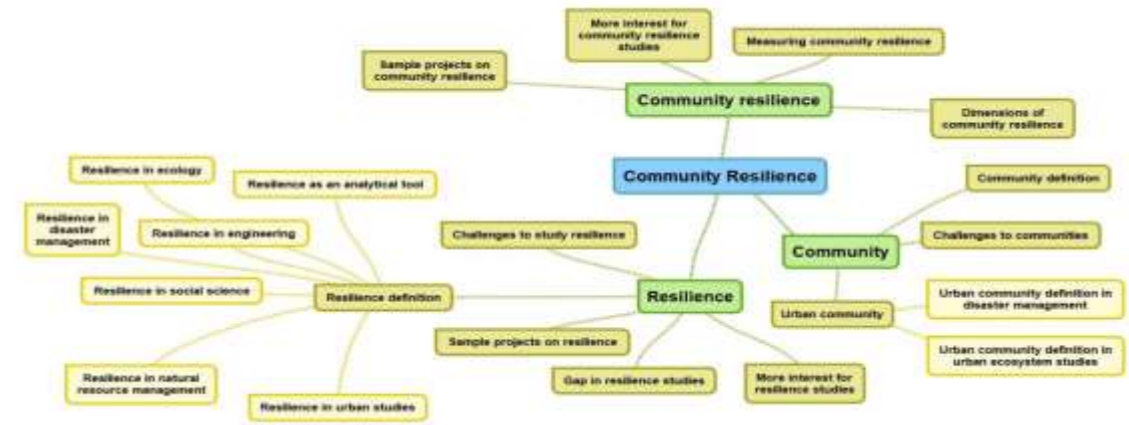 More interest for
community resilience
studies
Measuring community resilience
Sample projects on
community resilience
Community resilience
Dimensions of
community resilience
Resilience in ecology
Resilience as an analytical tool
Community Resilience
Community definition
Resilience in
disaster
management
Resilience in engineering
Challenges to study resilience
Challenges to communities
Community
Resilience in social science
Resilience definition
Resilience
Urban community definition in
disaster management
Urban community
Sample projects on resilience
Urban community definition in
urban ecosystem studies
Resilience in natural
resource management
Gap in resilience studies
More interest for
resilience studies
Resilience in urban studies